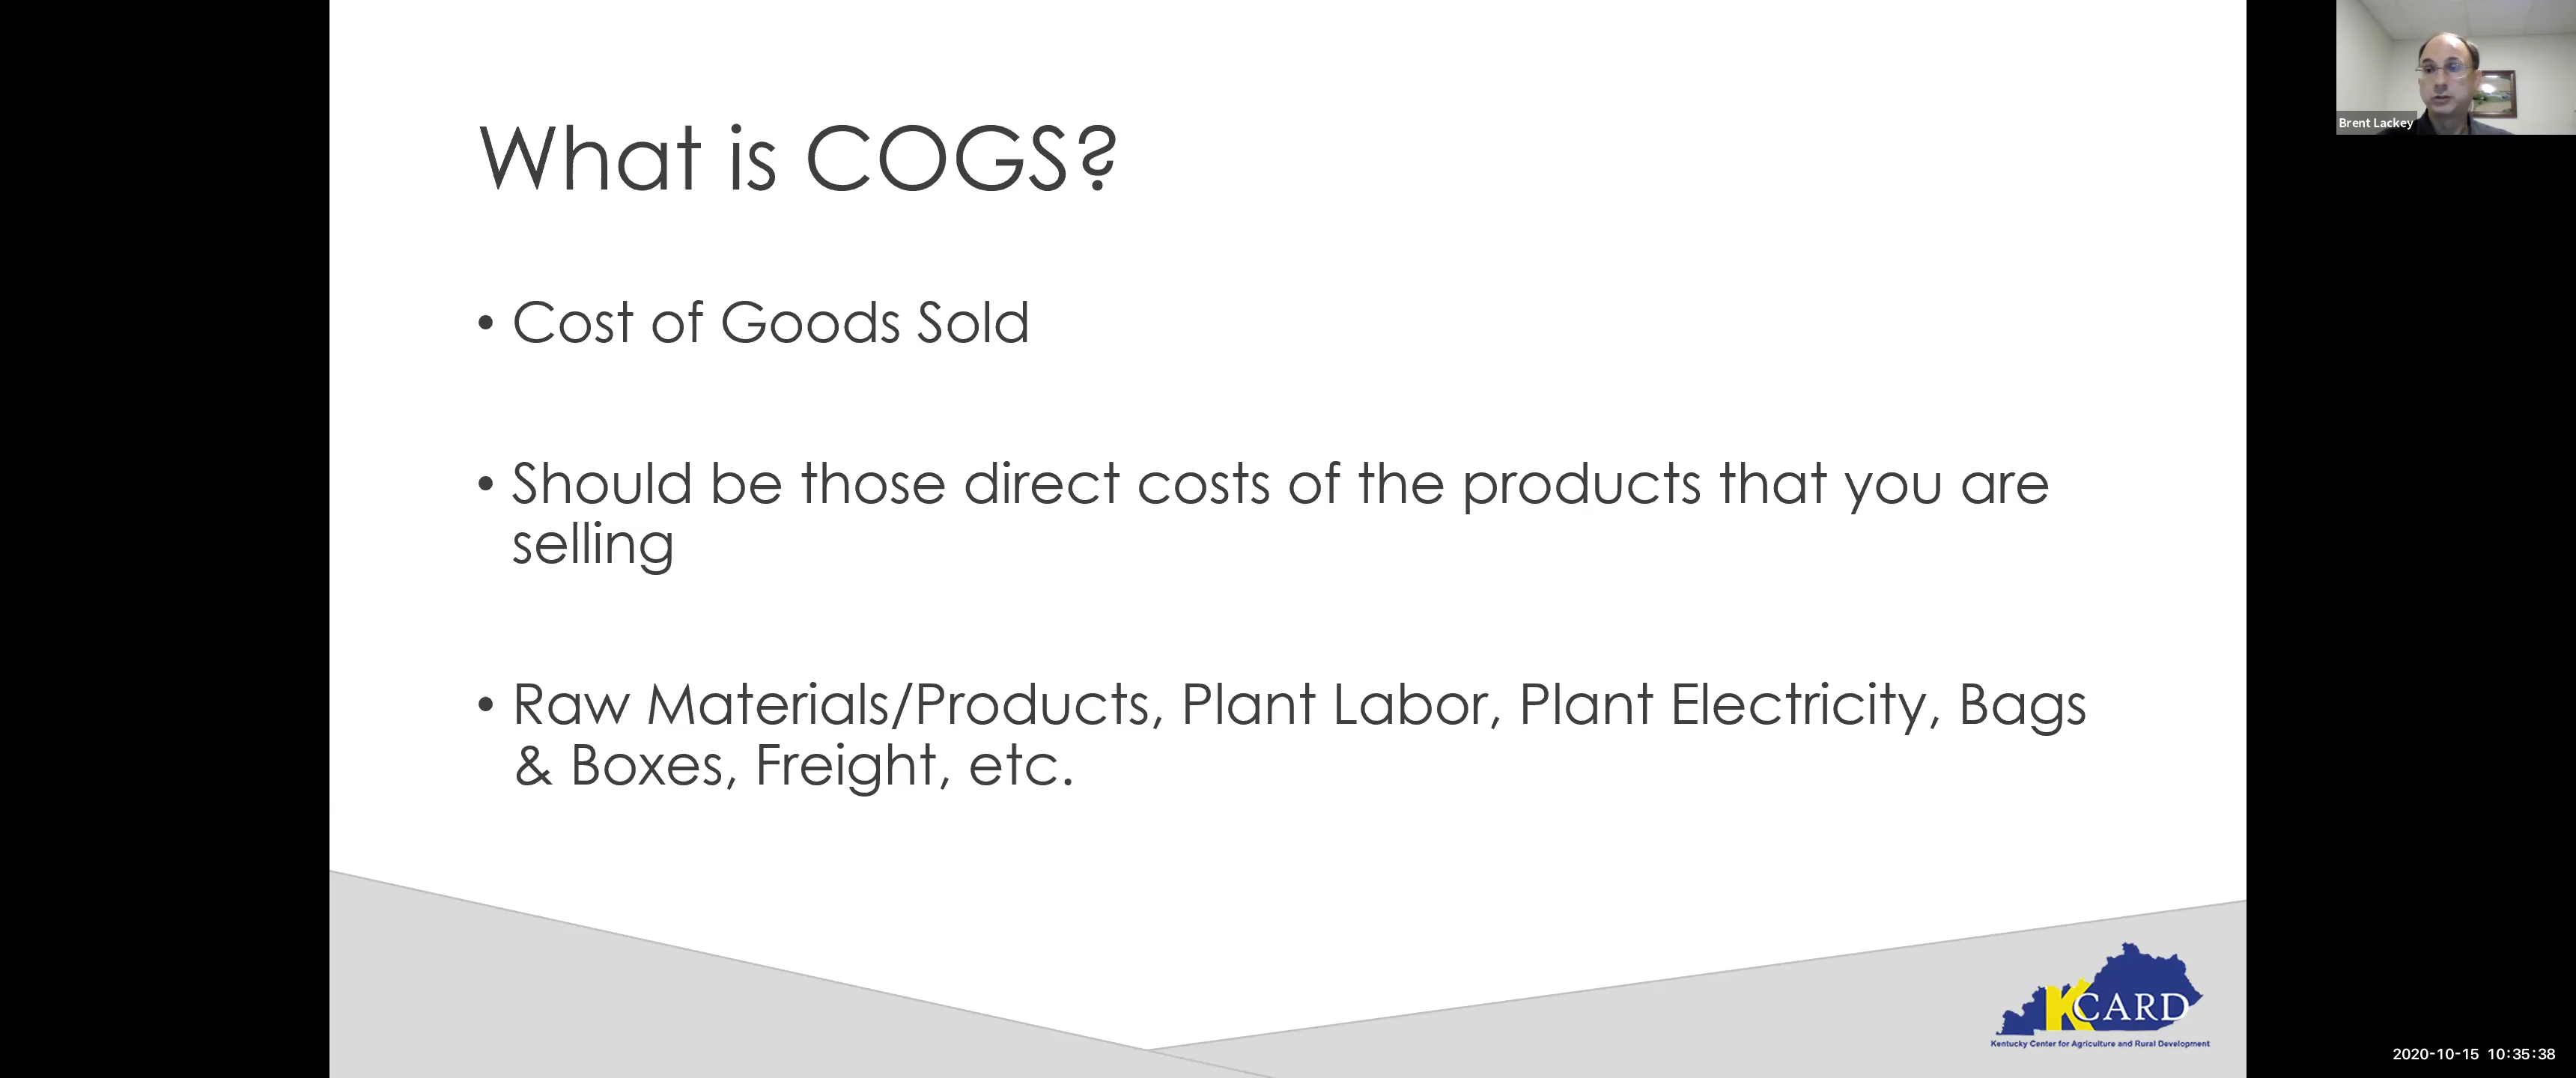 What is COGS?
• Cost of Goods Sold
• Should be those direct costs of the products that you are
selling
• Raw Materials/Products, Plant Labor, Plant Electricity, Bags
& Boxes, Freight, etc.
Brent Lackey
KCARD
Kentucky Center for Agriculture and Rural Development
2020-10-15 10:35:38